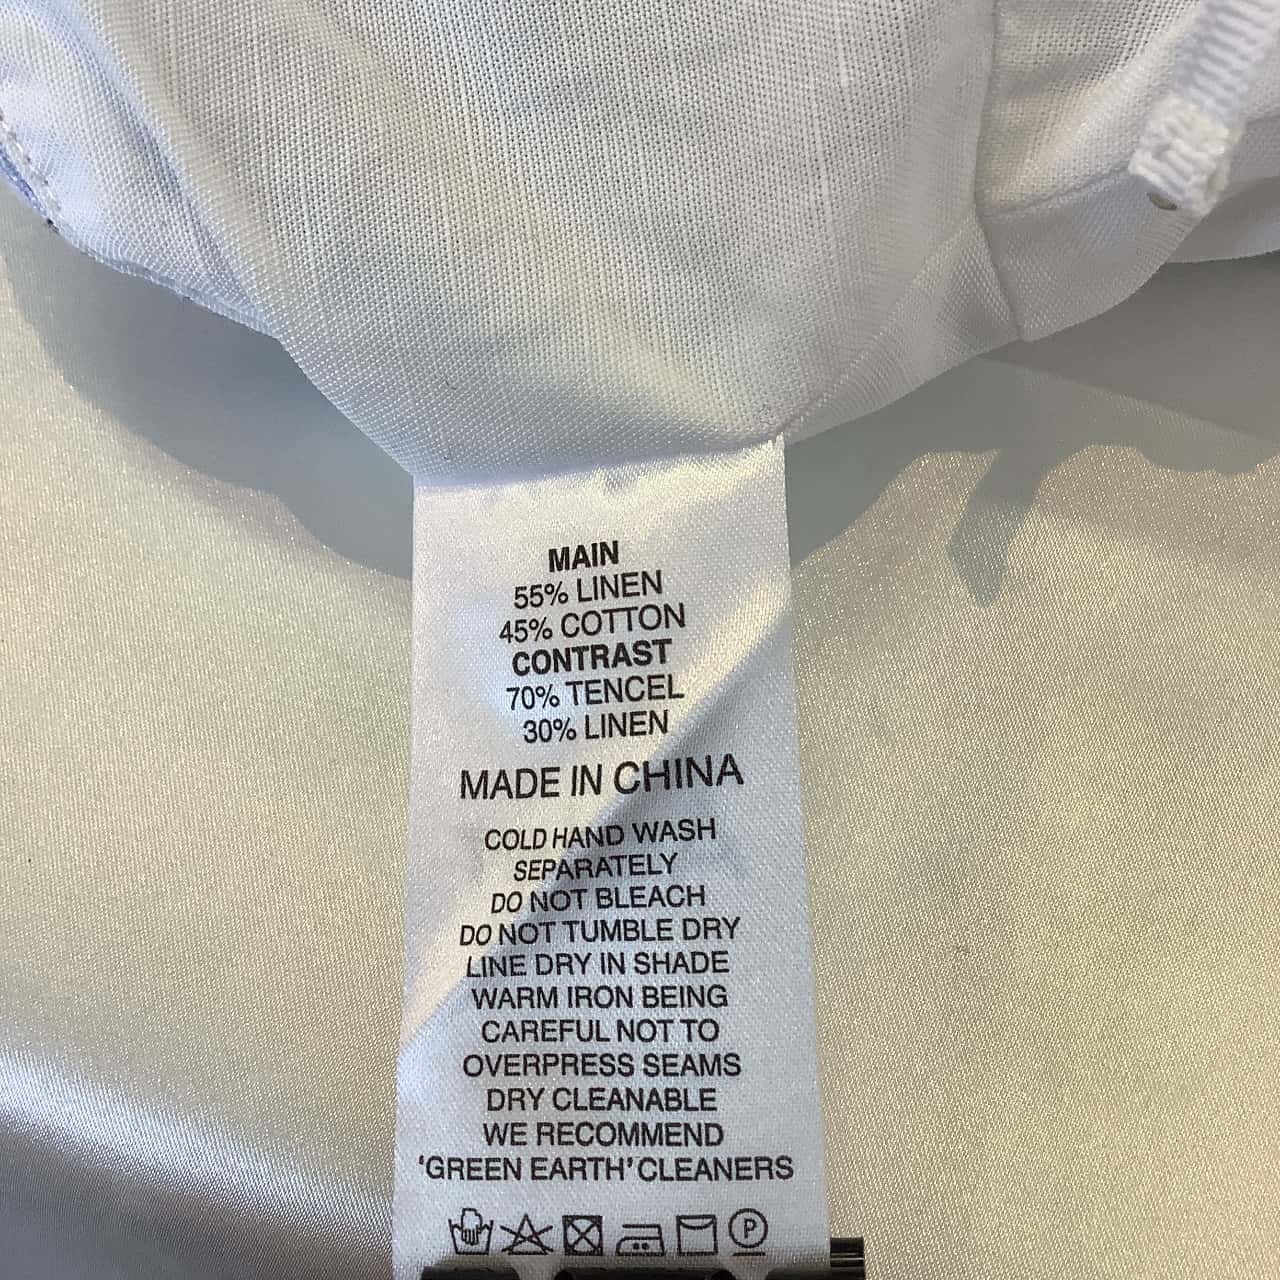 MAIN
55% LINEN
45% COTTON
CONTRAST
70% TENCEL
30% LINEN
MADE IN CHINA
COLD HAND WASH
SEPARATELY
DO NOT BLEACH
DO NOT TUMBLE DRY
LINE DRY IN SHADE
WARM IRON BEING
CAREFUL NOT TO
OVERPRESS SEAMS
DRY CLEANABLE
WE RECOMMEND
'GREEN EARTH' CLEANERS
P